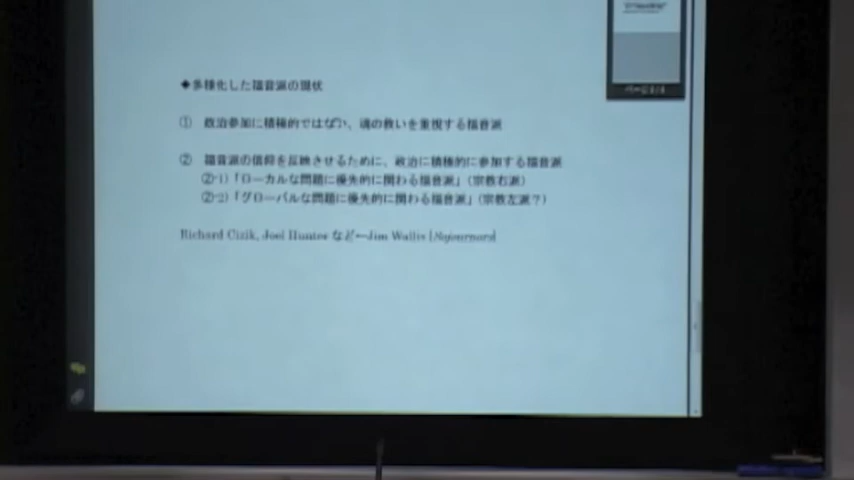 ◆多様化した福音派の現状
① 政治参加に積極的ではない、魂の救いを重視する福音派
② 福音派の信仰を反映させるために、政治に積極的に参加する福音派
②-1)「ローカルな問題に優先的に関わる福音派」(宗教右派)
②-2)「グローバルな問題に優先的に関わる福音派」(宗教左派？)
Richard Cizik, Joel Hunter など←Jim Wallis [Sojourners]